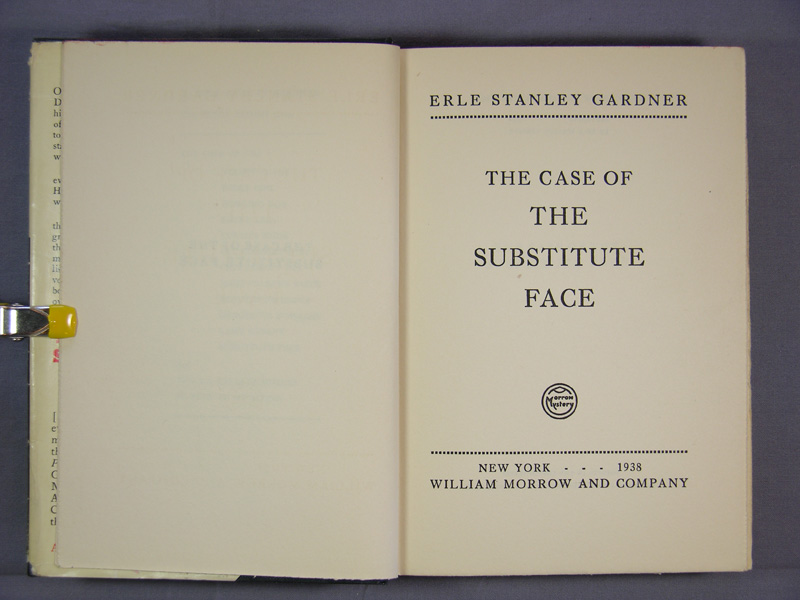 ERLE STANLEY GARDNER
THE CASE OF
THE
SUBSTITUTE
FACE
Morrow
Mystery
NEW YORK - - - 1938
WILLIAM MORROW AND COMPANY